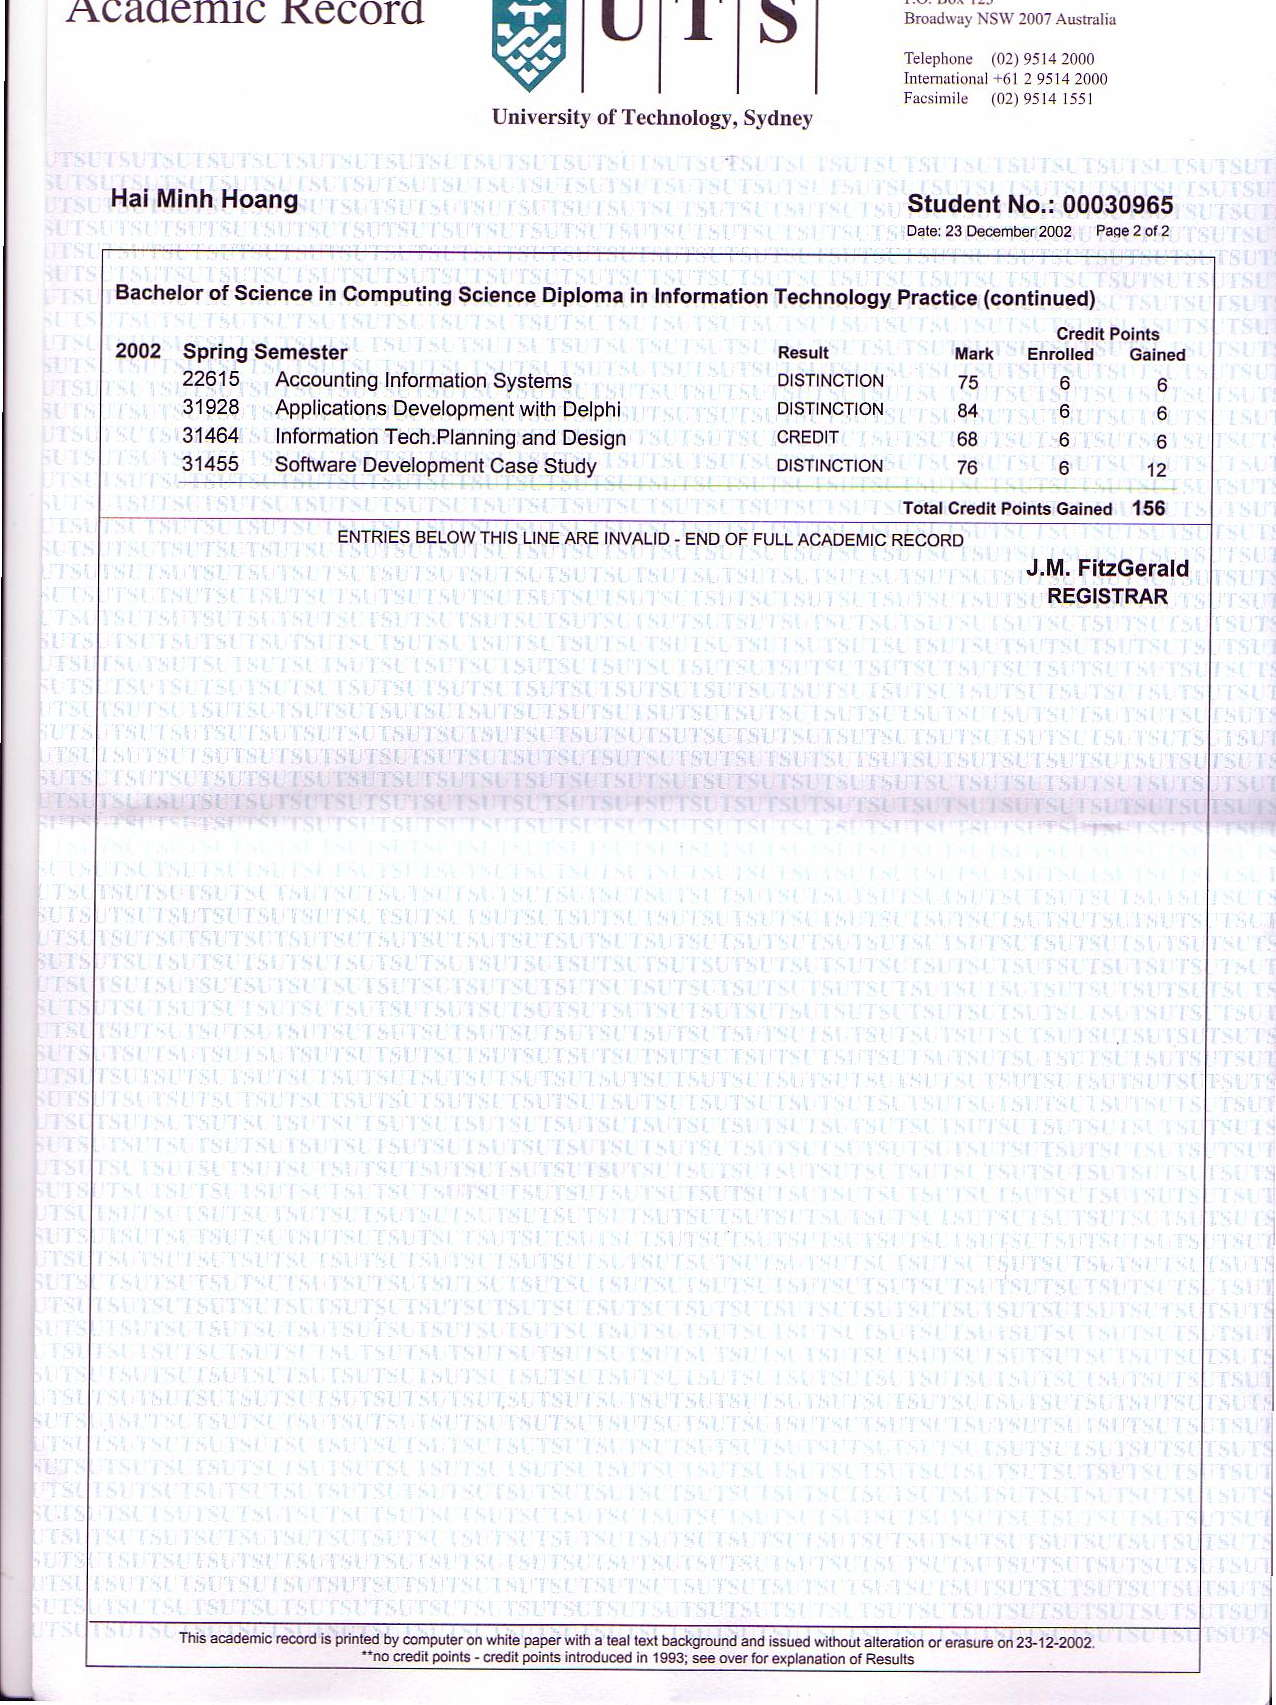 Academic Record
UTS
University of Technology, Sydney
Broadway NSW 2007 Australia
Telephone (02) 9514 2000
International +61 2 9514 2000
Facsimile (02) 9514 1551
Hai Minh Hoang
Student No.: 00030965
Date: 23 December 2002 Page 2 of 2
Bachelor of Science in Computing Science Diploma in Information Technology Practice (continued)
Credit Points
2002 Spring Semester Result Mark Enrolled Gained
22615 Accounting Information Systems DISTINCTION 75 6 6
31928 Applications Development with Delphi DISTINCTION 84 6 6
31464 Information Tech.Planning and Design CREDIT 68 6 6
31455 Software Development Case Study DISTINCTION 76 6 12
Total Credit Points Gained 156
ENTRIES BELOW THIS LINE ARE INVALID - END OF FULL ACADEMIC RECORD
J.M. FitzGerald
REGISTRAR
This academic record is printed by computer on white paper with a teal text background and issued without alteration or erasure on 23-12-2002.
**no credit points - credit points introduced in 1993; see over for explanation of Results